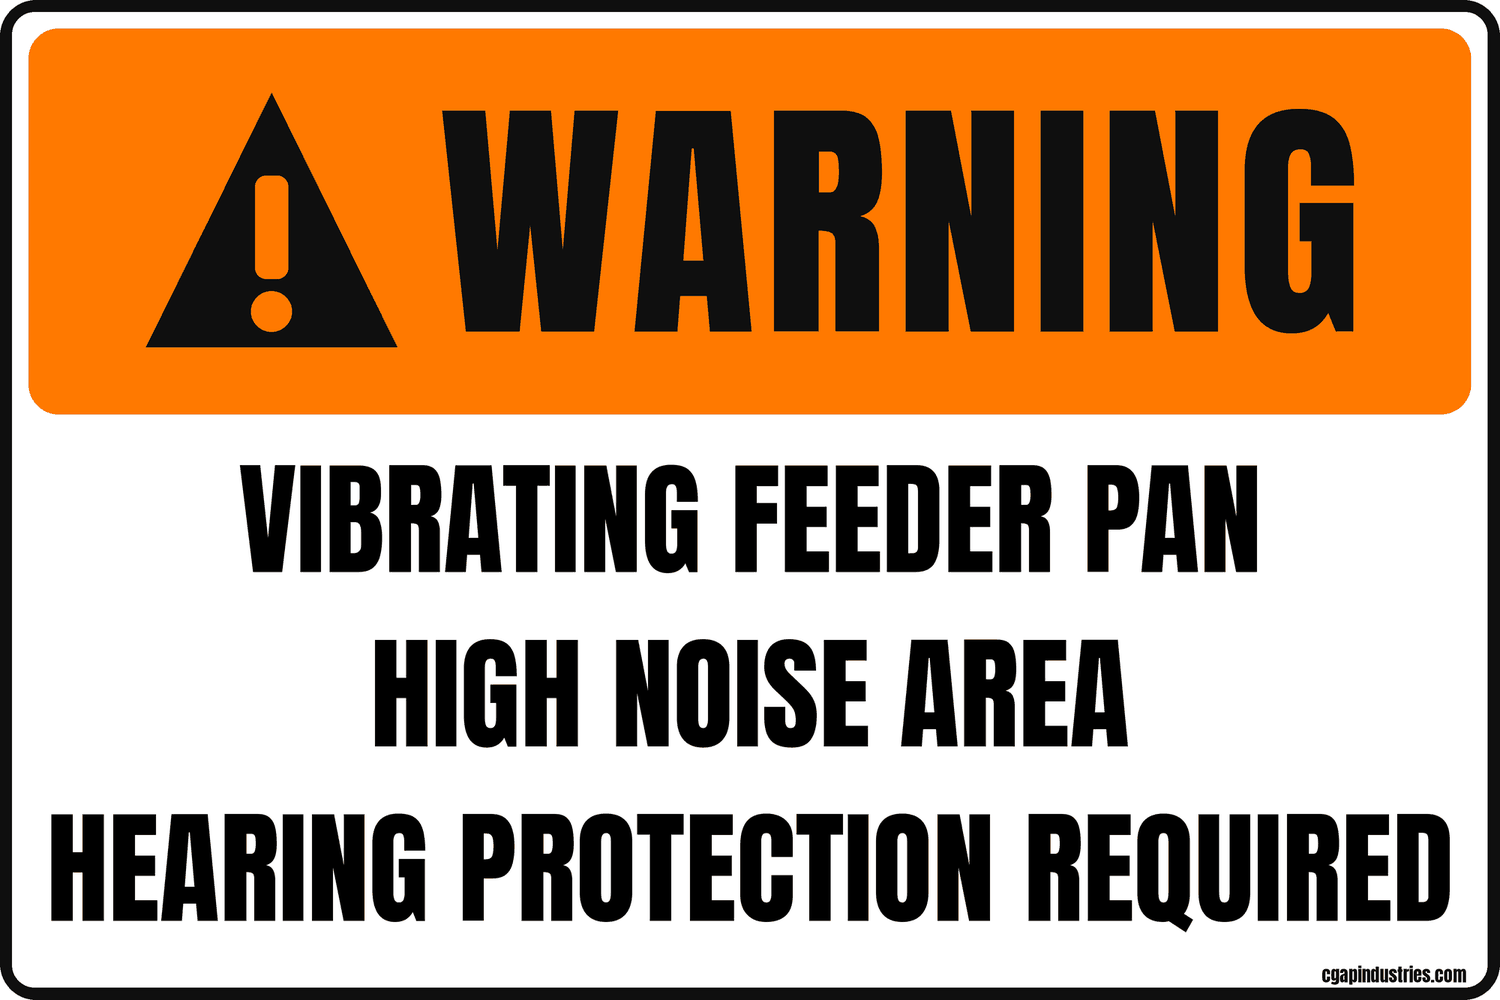 WARNING
VIBRATING FEEDER PAN
HIGH NOISE AREA
HEARING PROTECTION REQUIRED
cgapindustries.com